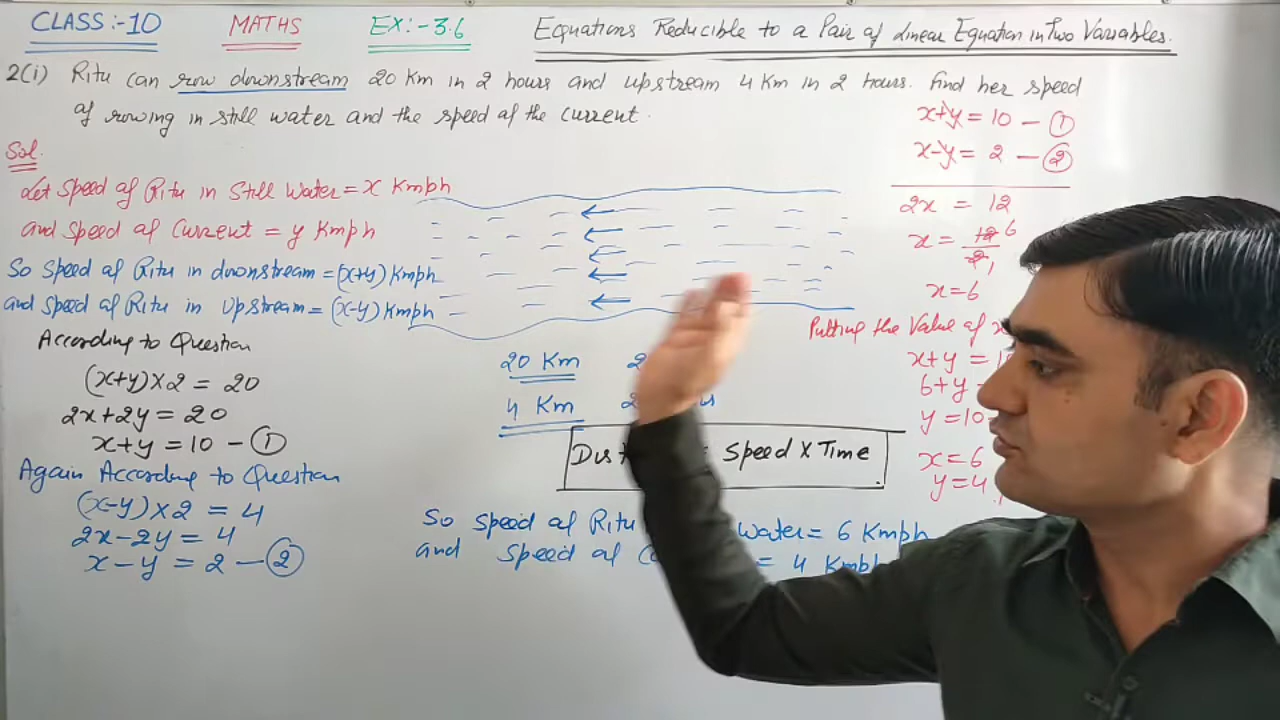 CLASS:-10 MATHS EX:-3.6 Equations Reducible to a Pair of Linear Equation in Two Variables.
2(i) Ritu can row downstream 20 Km in 2 hours and upstream 4 Km in 2 hours. Find her speed
of rowing in still water and the speed of the current.
Sol.
Let Speed of Ritu in Still Water = x Kmph
and Speed of Current = y Kmph
So Speed of Ritu in downstream = (x+y) Kmph
and Speed of Ritu in Upstream = (x-y) Kmph
According to Question
(x+y)×2 = 20
2x+2y = 20
x+y = 10 - ①
Again According to Question
(x-y)×2 = 4
2x-2y = 4
x-y = 2 - ②
20 Km 2
4 Km 2
Speed X Time
So Speed of Ritu Water = 6 Kmph
and Speed of = 4 Kmph
x+y = 10 - ①
x-y = 2 - ②
2x = 12
x = 12/2 6 1
x=6
Putting the Value of x
x+y =
6+y =
y = 10-
x=6
y=4